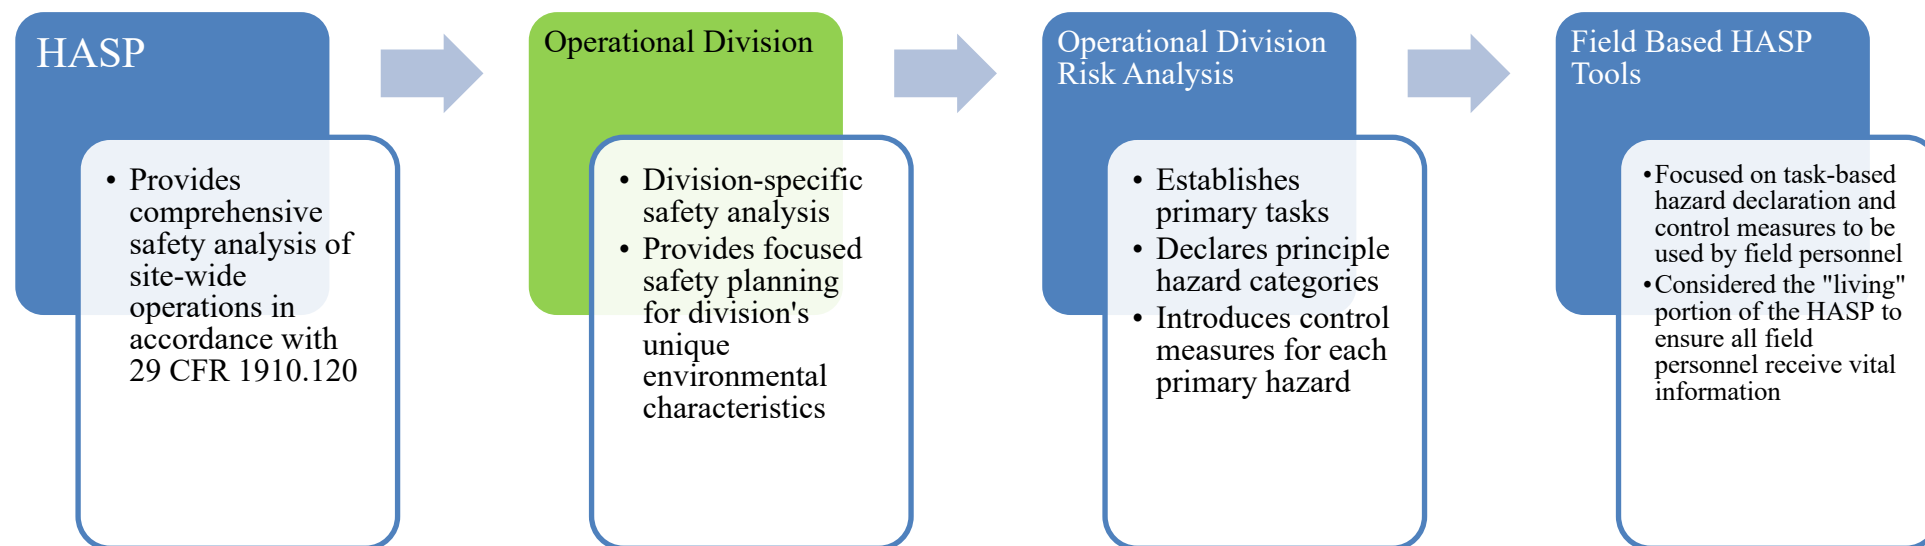 HASP
• Provides
comprehensive
safety analysis of
site-wide
operations in
accordance with
29 CFR 1910.120
Operational Division
• Division-specific
safety analysis
• Provides focused
safety planning
for division's
unique
environmental
characteristics
Operational Division
Risk Analysis
• Establishes
primary tasks
• Declares principle
hazard categories
• Introduces control
measures for each
primary hazard
Field Based HASP
Tools
•Focused on task-based
hazard declaration and
control measures to be
used by field personnel
•Considered the "living"
portion of the HASP to
ensure all field
personnel receive vital
information